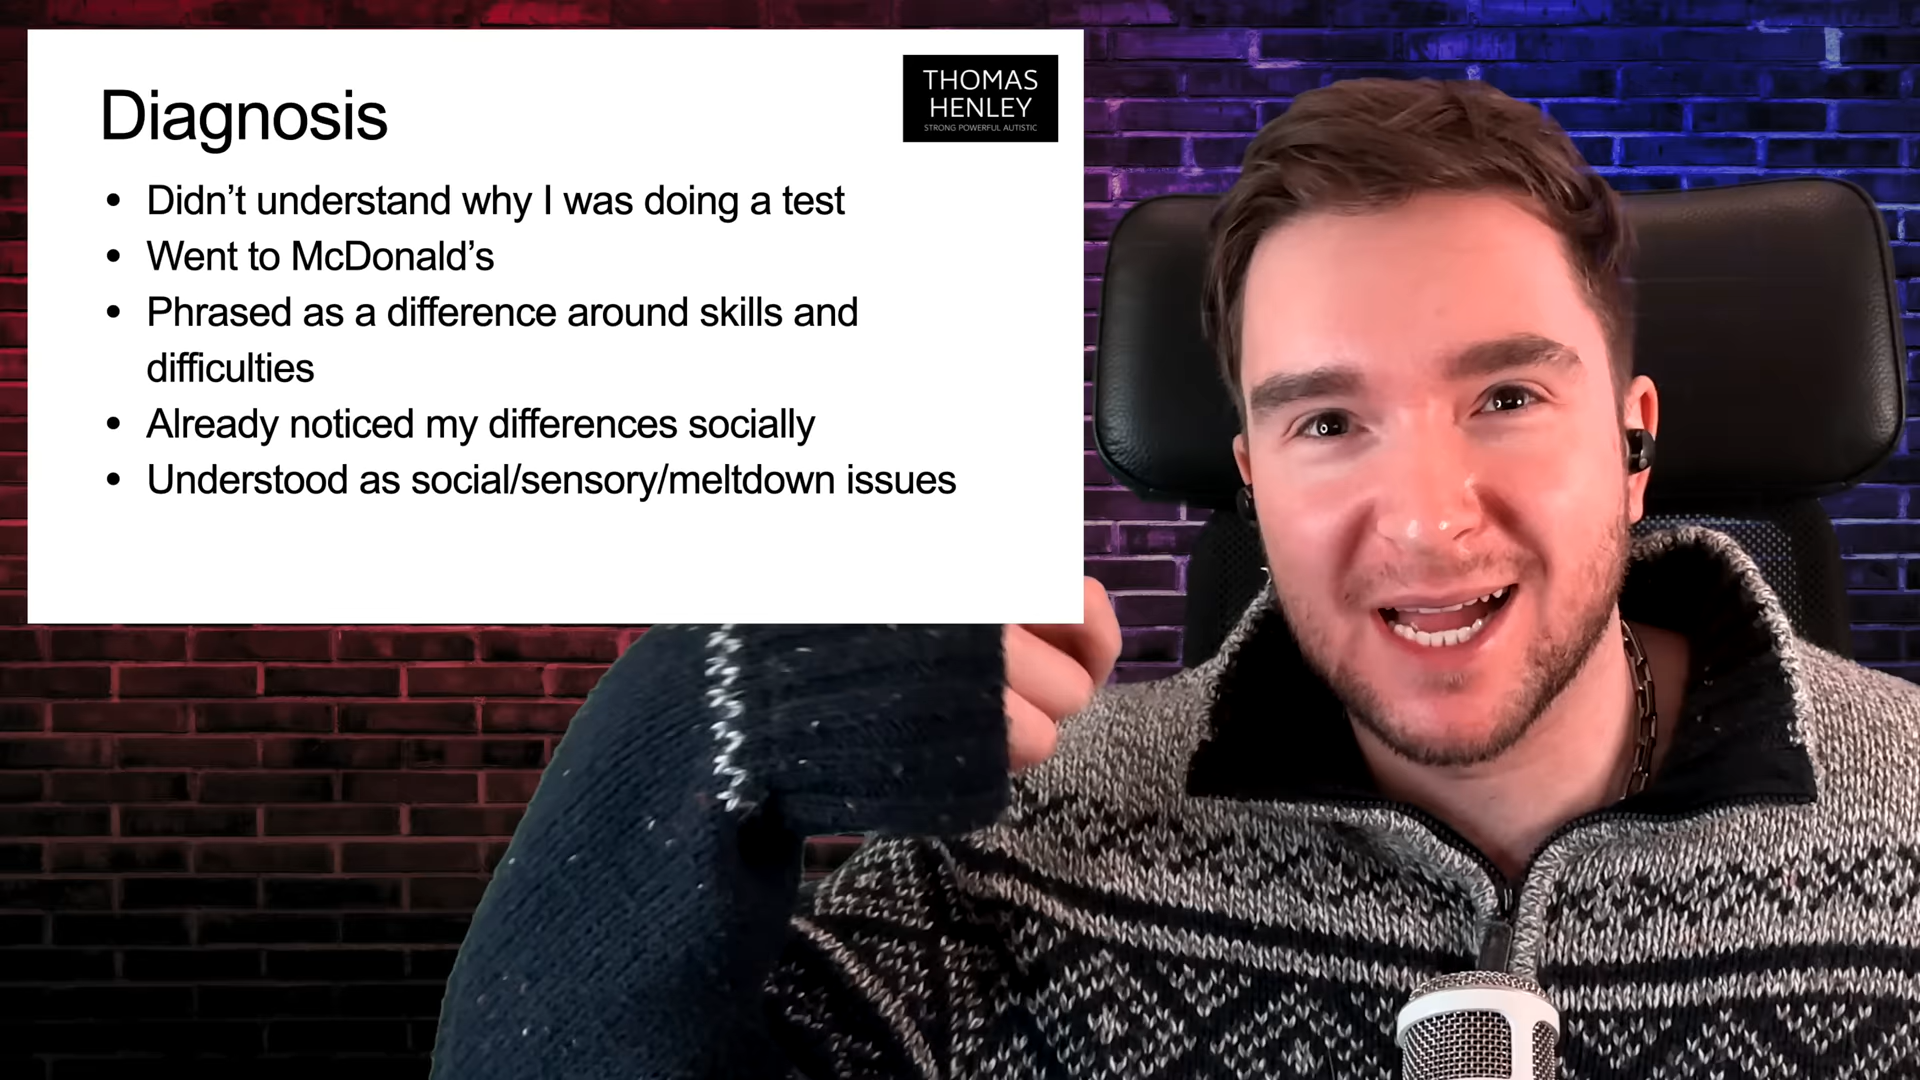 THOMAS
HENLEY
STRONG POWERFUL AUTISTIC
Diagnosis
• Didn’t understand why I was doing a test
• Went to McDonald’s
• Phrased as a difference around skills and
difficulties
• Already noticed my differences socially
• Understood as social/sensory/meltdown issues